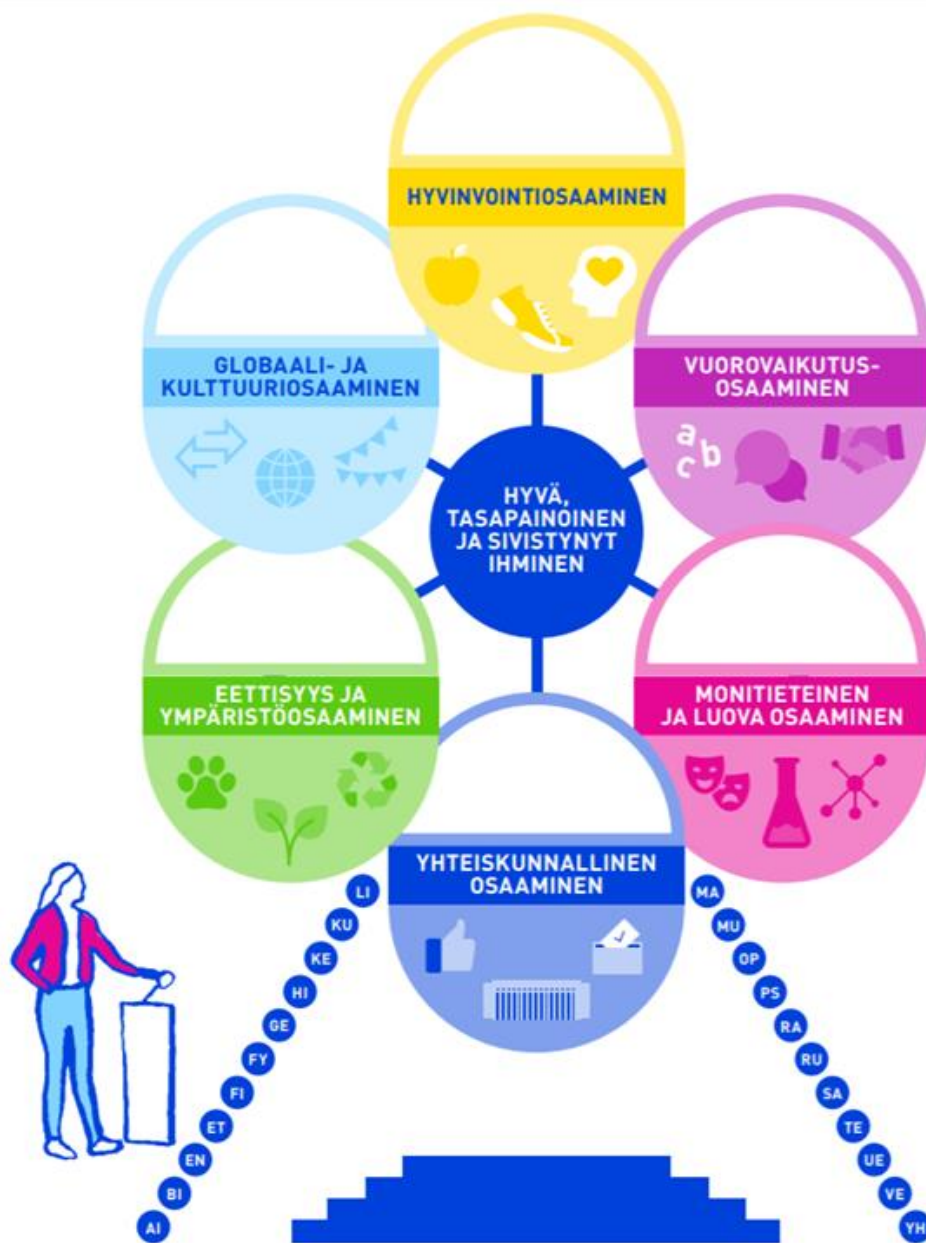 HYVINVOINTIOSAAMINEN
GLOBAALI- JA
KULTTUURIOSAAMINEN
VUOROVAIKUTUS-
OSAAMINEN
a
b
c
HYVÄ,
TASAPAINOINEN
JA SIVISTYNYT
IHMINEN
EETTISYYS JA
YMPÄRISTÖOSAAMINEN
MONITIETEINEN
JA LUOVA OSAAMINEN
YHTEISKUNNALLINEN
OSAAMINEN
LI
KU
KE
HI
GE
FY
FI
ET
EN
BI
AI
MA
MU
OP
PS
RA
RU
SA
TE
UE
VE
YH